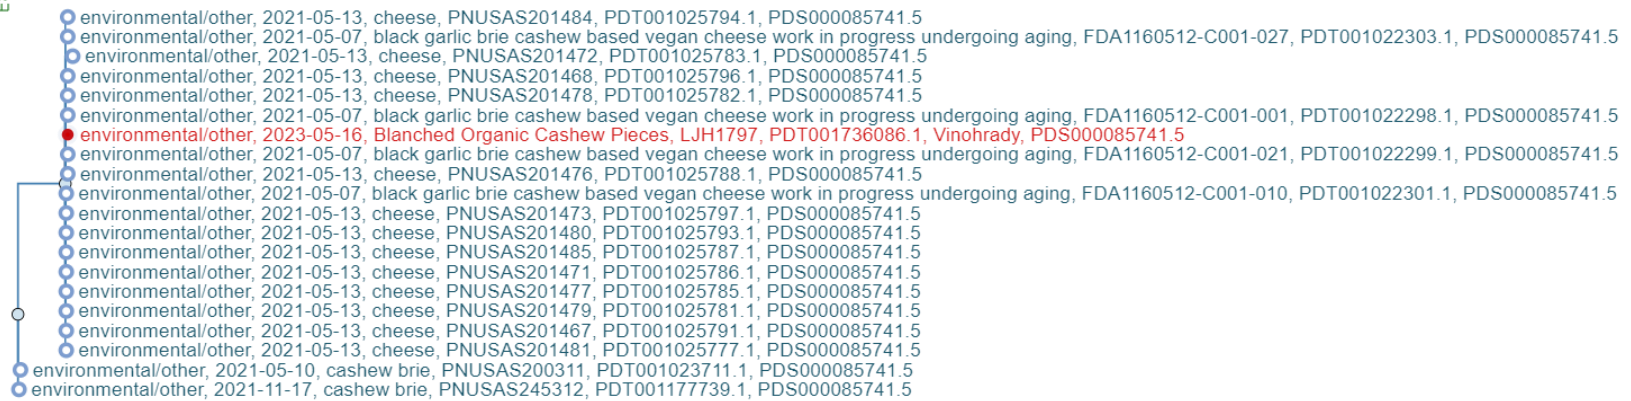 environmental/other, 2021-05-13, cheese, PNUSAS201484, PDT001025794.1, PDS000085741.5
environmental/other, 2021-05-07, black garlic brie cashew based vegan cheese work in progress undergoing aging, FDA1160512-C001-027, PDT001022303.1, PDS000085741.5
environmental/other, 2021-05-13, cheese, PNUSAS201472, PDT001025783.1, PDS000085741.5
environmental/other, 2021-05-13, cheese, PNUSAS201468, PDT001025796.1, PDS000085741.5
environmental/other, 2021-05-13, cheese, PNUSAS201478, PDT001025782.1, PDS000085741.5
environmental/other, 2021-05-07, black garlic brie cashew based vegan cheese work in progress undergoing aging, FDA1160512-C001-001, PDT001022298.1, PDS000085741.5
environmental/other, 2023-05-16, Blanched Organic Cashew Pieces, LJH1797, PDT001736086.1, Vinohrady, PDS000085741.5
environmental/other, 2021-05-07, black garlic brie cashew based vegan cheese work in progress undergoing aging, FDA1160512-C001-021, PDT001022299.1, PDS000085741.5
environmental/other, 2021-05-13, cheese, PNUSAS201476, PDT001025788.1, PDS000085741.5
environmental/other, 2021-05-07, black garlic brie cashew based vegan cheese work in progress undergoing aging, FDA1160512-C001-010, PDT001022301.1, PDS000085741.5
environmental/other, 2021-05-13, cheese, PNUSAS201473, PDT001025797.1, PDS000085741.5
environmental/other, 2021-05-13, cheese, PNUSAS201480, PDT001025793.1, PDS000085741.5
environmental/other, 2021-05-13, cheese, PNUSAS201485, PDT001025787.1, PDS000085741.5
environmental/other, 2021-05-13, cheese, PNUSAS201471, PDT001025786.1, PDS000085741.5
environmental/other, 2021-05-13, cheese, PNUSAS201477, PDT001025785.1, PDS000085741.5
environmental/other, 2021-05-13, cheese, PNUSAS201479, PDT001025781.1, PDS000085741.5
environmental/other, 2021-05-13, cheese, PNUSAS201467, PDT001025791.1, PDS000085741.5
environmental/other, 2021-05-13, cheese, PNUSAS201481, PDT001025777.1, PDS000085741.5
environmental/other, 2021-05-10, cashew brie, PNUSAS200311, PDT001023711.1, PDS000085741.5
environmental/other, 2021-11-17, cashew brie, PNUSAS245312, PDT001177739.1, PDS000085741.5